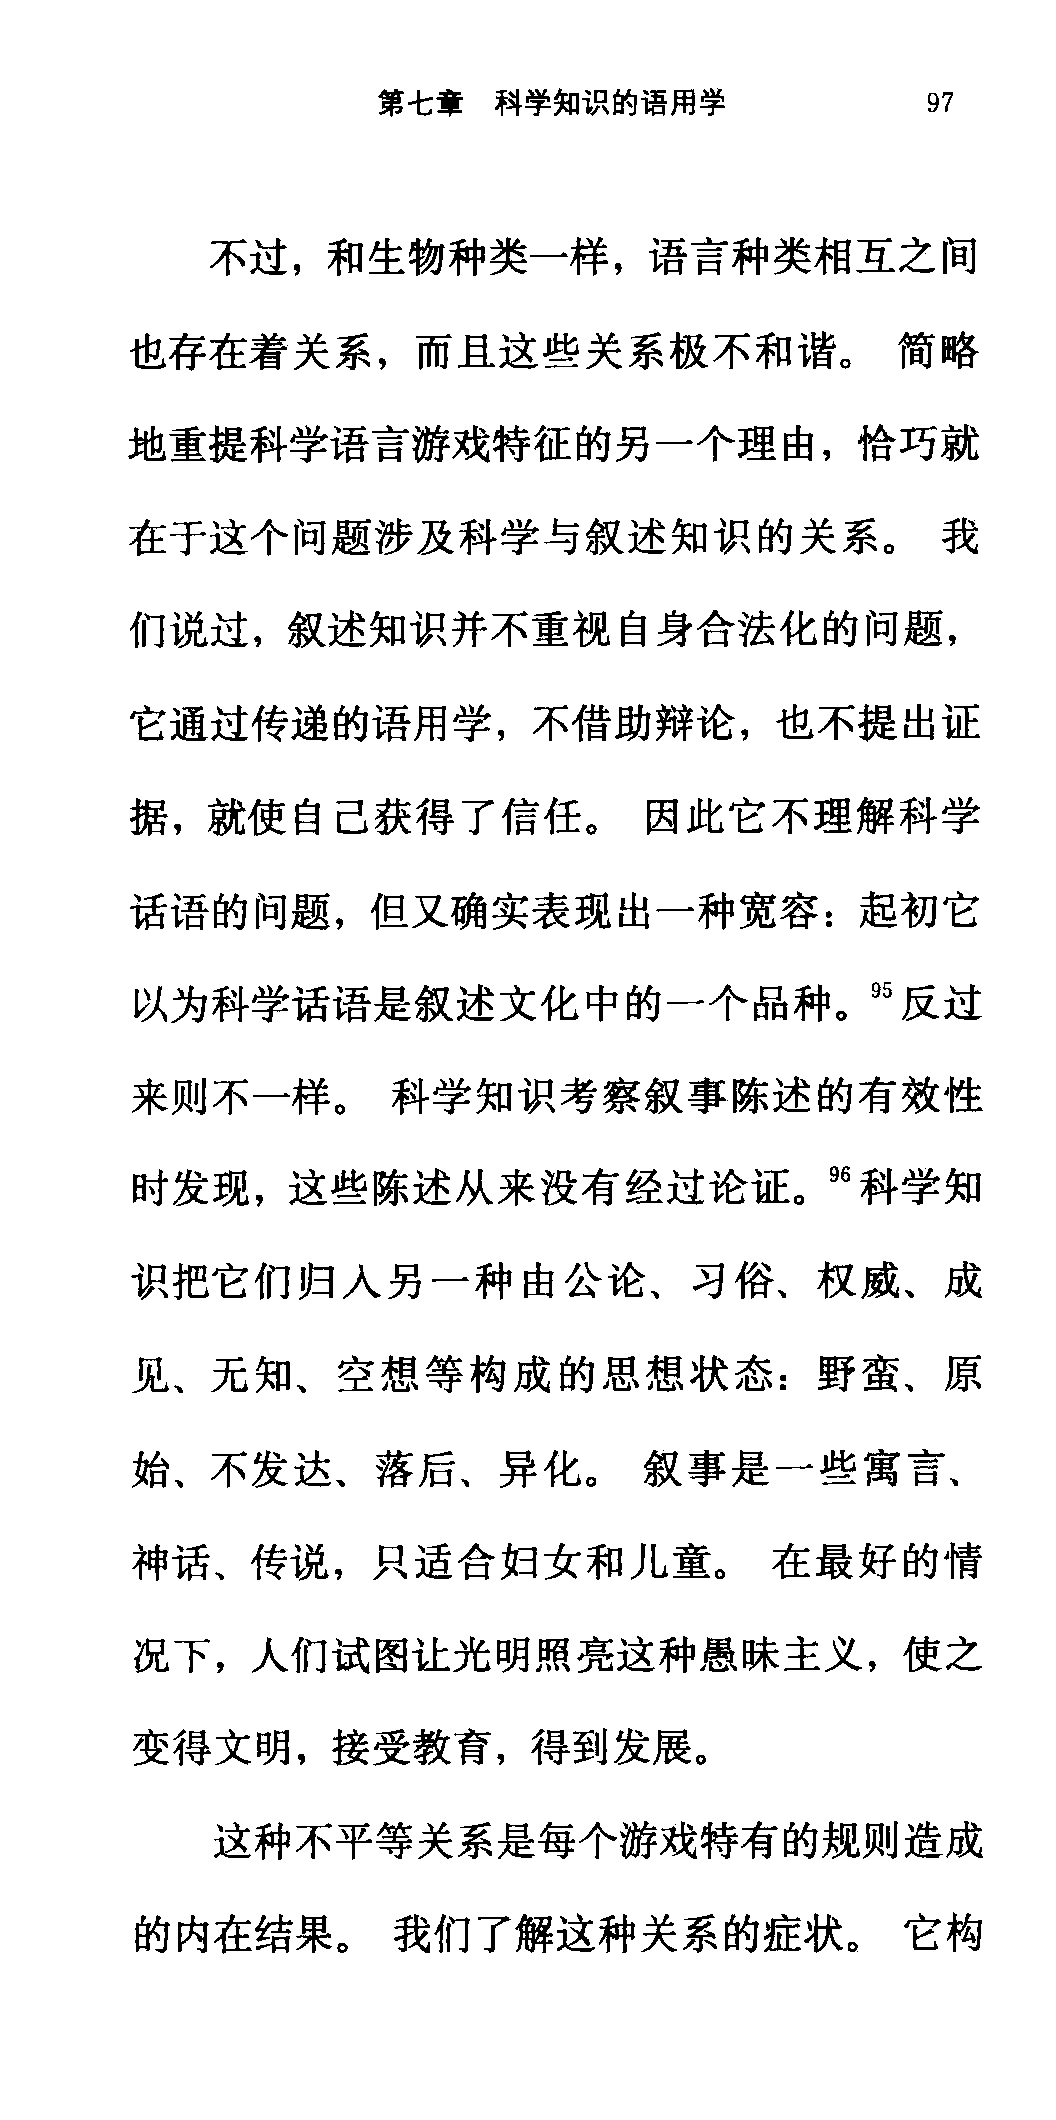 第七章 科学知识的语用学 97
不过，和生物种类一样，语言种类相互之间
也存在着关系，而且这些关系极不和谐。 简略
地重提科学语言游戏特征的另一个理由，恰巧就
在于这个问题涉及科学与叙述知识的关系。 我
们说过，叙述知识并不重视自身合法化的问题，
它通过传递的语用学，不借助辩论，也不提出证
据，就使自己获得了信任。 因此它不理解科学
话语的问题，但又确实表现出一种宽容：起初它
以为科学话语是叙述文化中的一个品种。95 反过
来则不一样。 科学知识考察叙事陈述的有效性
时发现，这些陈述从来没有经过论证。96 科学知
识把它们归入另一种由公论、习俗、权威、成
见、无知、空想等构成的思想状态：野蛮、原
始、不发达、落后、异化。 叙事是一些寓言、
神话、传说，只适合妇女和儿童。 在最好的情
况下，人们试图让光明照亮这种愚昧主义，使之
变得文明，接受教育，得到发展。
这种不平等关系是每个游戏特有的规则造成
的内在结果。 我们了解这种关系的症状。 它构